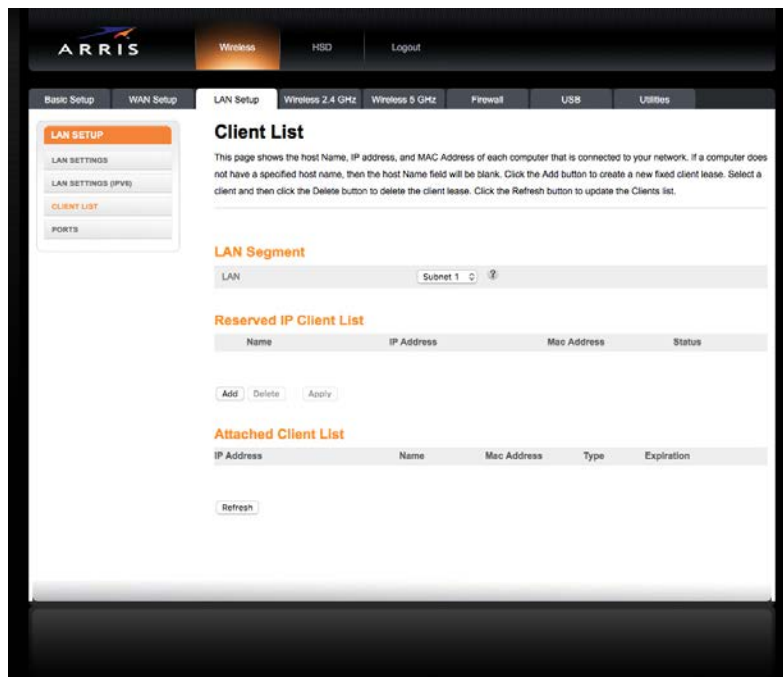 ARRIS
Wireless HSD Logout
Basic Setup WAN Setup LAN Setup Wireless 2.4 GHz Wireless 5 GHz Firewall USB Utilities
LAN SETUP
LAN SETTINGS
LAN SETTINGS (IPV6)
CLIENT LIST
PORTS
Client List
This page shows the host Name, IP address, and MAC Address of each computer that is connected to your network. If a computer does
not have a specified host name, then the host Name field will be blank. Click the Add button to create a new fixed client lease. Select a
client and then click the Delete button to delete the client lease. Click the Refresh button to update the Clients list.
LAN Segment
LAN Subnet 1 ?
Reserved IP Client List
Name IP Address Mac Address Status
Add Delete Apply
Attached Client List
IP Address Name Mac Address Type Expiration
Refresh